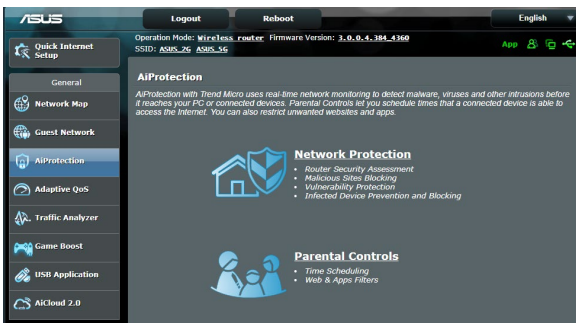 ASUS
Logout
Reboot
English
Quick Internet
Setup
Operation Mode: Wireless router Firmware Version: 3.0.0.4.384_4360
SSID: ASUS_2G ASUS_5G
App
General
Network Map
Guest Network
AiProtection
Adaptive QoS
Traffic Analyzer
Game Boost
USB Application
AiCloud 2.0
AiProtection
AiProtection with Trend Micro uses real-time network monitoring to detect malware, viruses and other intrusions before
it reaches your PC or connected devices. Parental Controls let you schedule times that a connected device is able to
access the Internet. You can also restrict unwanted websites and apps.
Network Protection
• Router Security Assessment
• Malicious Sites Blocking
• Vulnerability Protection
• Infected Device Prevention and Blocking
Parental Controls
• Time Scheduling
• Web & Apps Filters